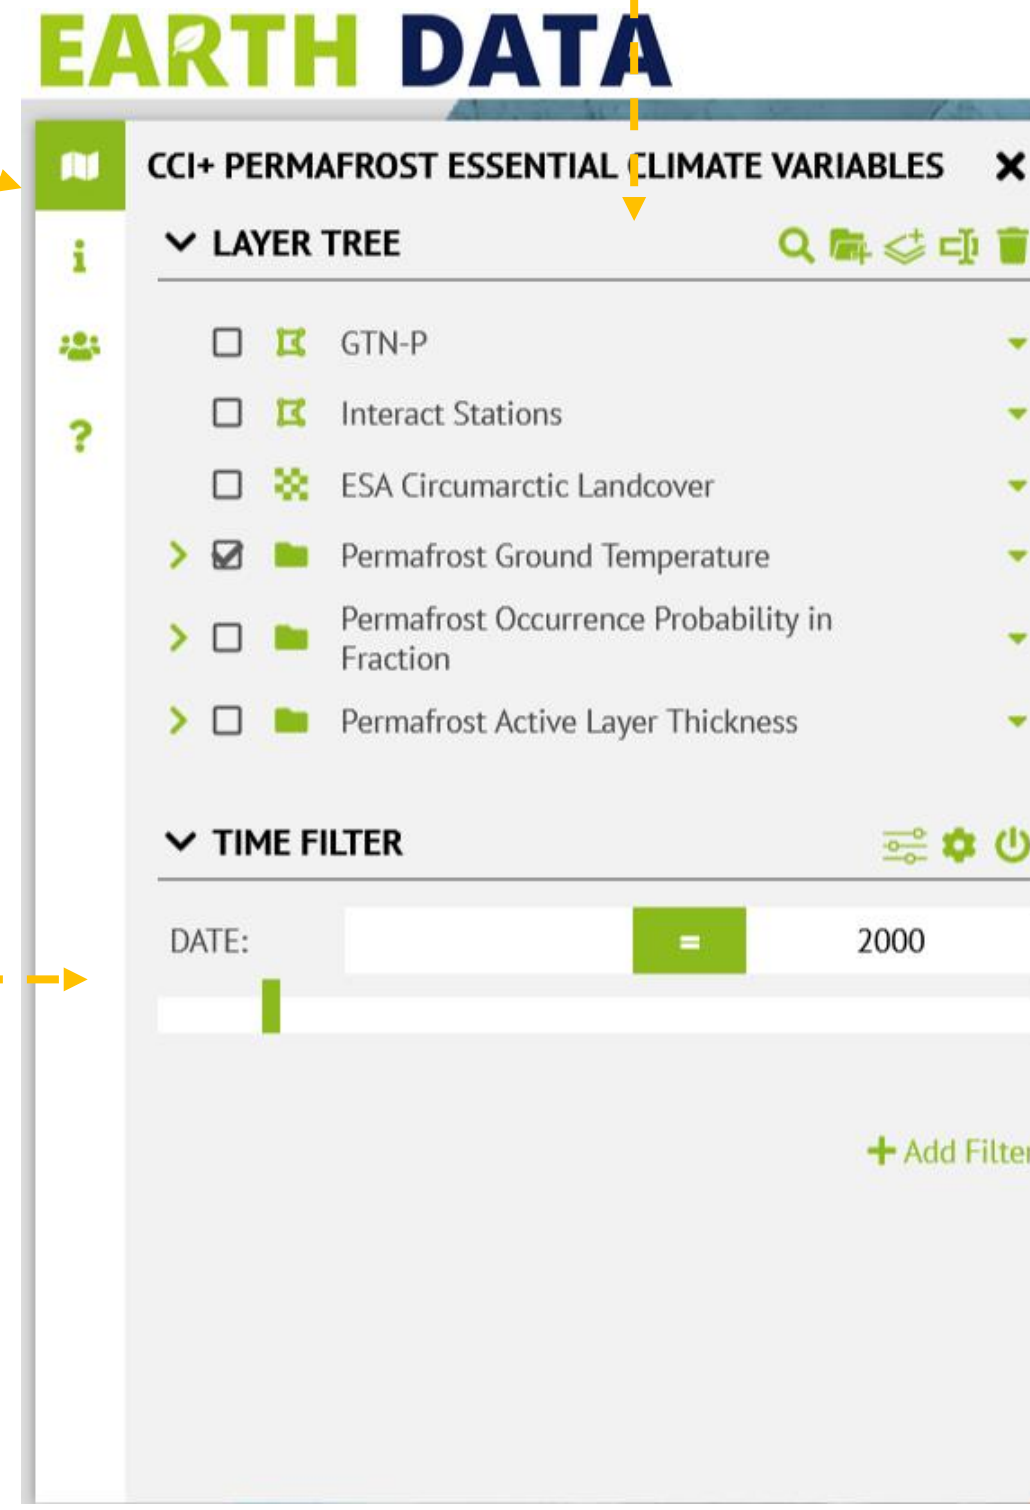 EARTH DATA
CCI+ PERMAFROST ESSENTIAL CLIMATE VARIABLES
LAYER TREE
GTN-P
Interact Stations
ESA Circumarctic Landcover
Permafrost Ground Temperature
Permafrost Occurrence Probability in
Fraction
Permafrost Active Layer Thickness
TIME FILTER
DATE: = 2000
+ Add Filter